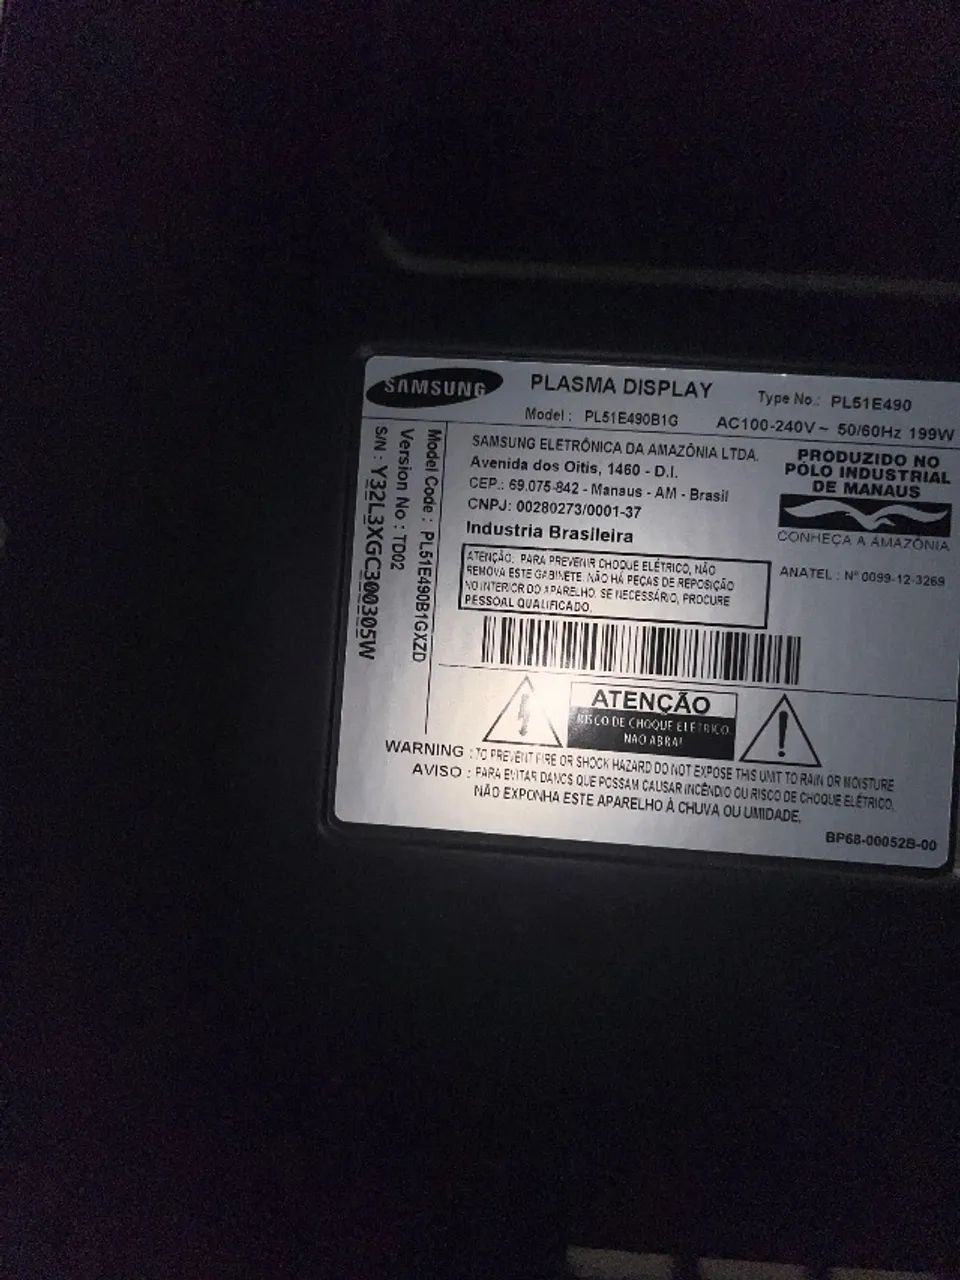 SAMSUNG
PLASMA DISPLAY
Type No.: PL51E490
Model : PL51E490B1G
AC100-240V ~ 50/60Hz 199W
Model Code : PL51E490B1GXZD
Version No : TD02
S/N : Y32L3XGC300305W
SAMSUNG ELETRÔNICA DA AMAZÔNIA LTDA.
Avenida dos Oitis, 1460 - D.I.
CEP.: 69.075-842 - Manaus - AM - Brasil
CNPJ: 00280273/0001-37
Industria Brasileira
PRODUZIDO NO
PÓLO INDUSTRIAL
DE MANAUS
CONHEÇA A AMAZÔNIA
ANATEL : Nº 0099-12-3269
ATENÇÃO: PARA PREVENIR CHOQUE ELÉTRICO, NÃO
REMOVA ESTE GABINETE. NÃO HÁ PEÇAS DE REPOSIÇÃO
NO INTERIOR DO APARELHO. SE NECESSÁRIO, PROCURE
PESSOAL QUALIFICADO.
ATENÇÃO
RISCO DE CHOQUE ELÉTRICO.
NÃO ABRA!
WARNING : TO PREVENT FIRE OR SHOCK HAZARD DO NOT EXPOSE THIS UNIT TO RAIN OR MOISTURE
AVISO : PARA EVITAR DANOS QUE POSSAM CAUSAR INCÊNDIO OU RISCO DE CHOQUE ELÉTRICO,
NÃO EXPONHA ESTE APARELHO À CHUVA OU UMIDADE.
BP68-00052B-00